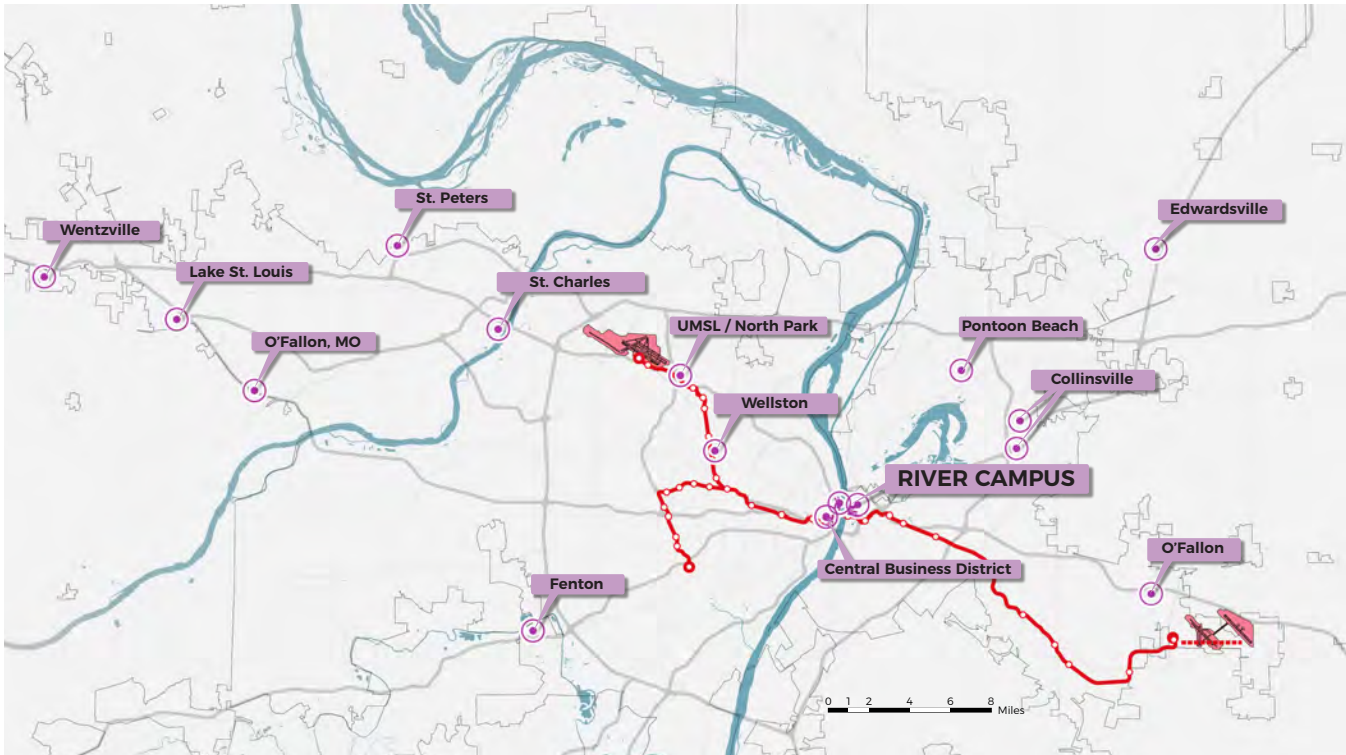 St. Peters
Edwardsville
Wentzville
Lake St. Louis
St. Charles
UMSL / North Park
Pontoon Beach
O'Fallon, MO
Collinsville
Wellston
RIVER CAMPUS
O'Fallon
Central Business District
Fenton
0 1 2 4 6 8
Miles